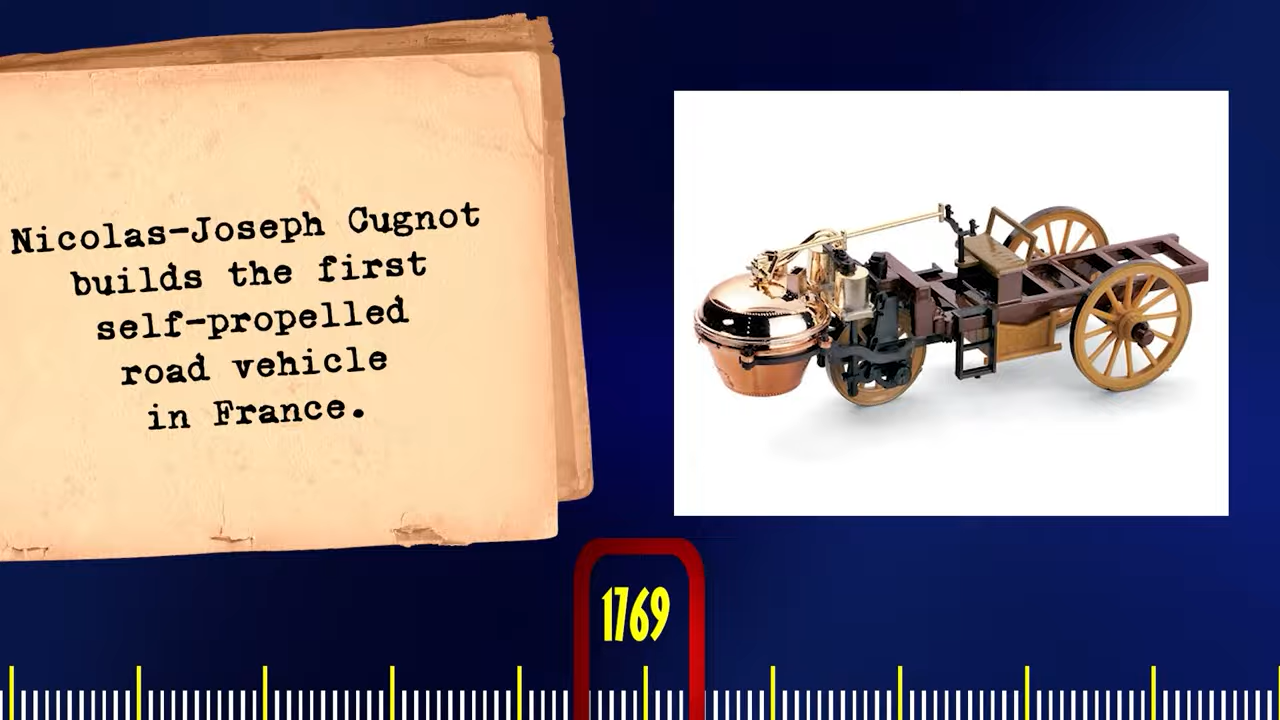 Nicolas-Joseph Cugnot
builds the first
self-propelled
road vehicle
in France.
1769